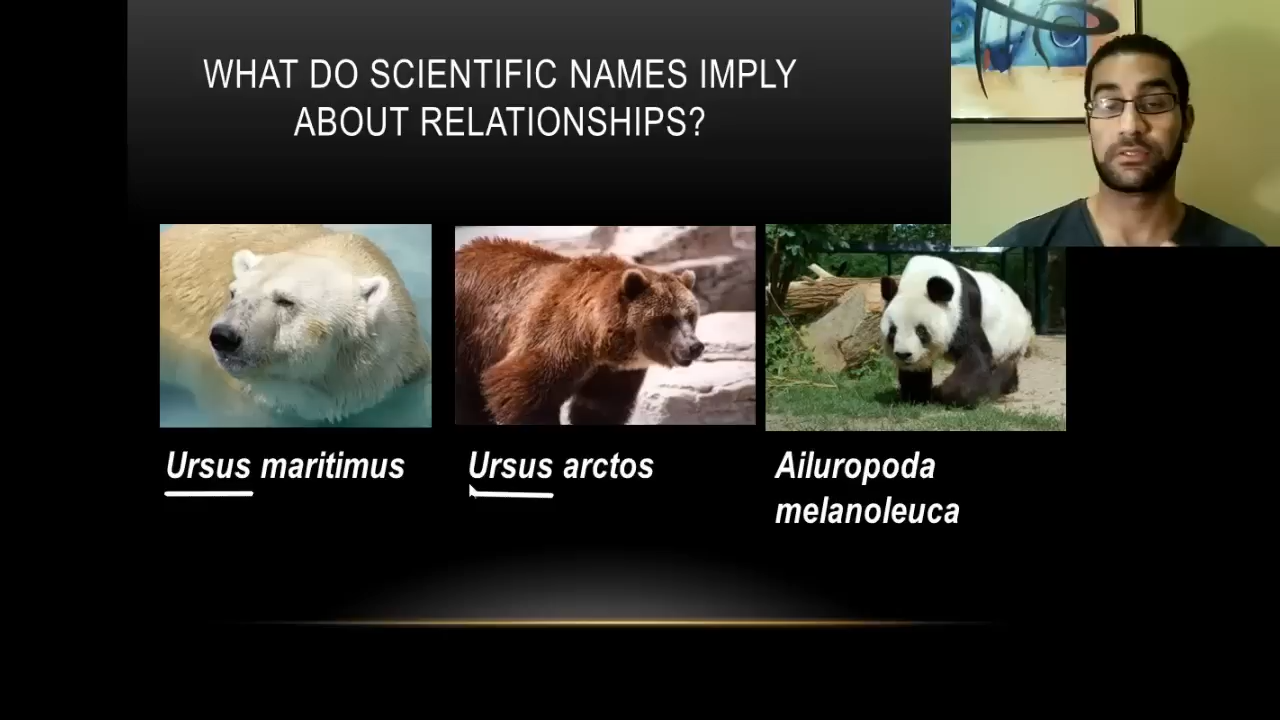 WHAT DO SCIENTIFIC NAMES IMPLY
ABOUT RELATIONSHIPS?
Ursus maritimus
Ursus arctos
Ailuropoda
melanoleuca